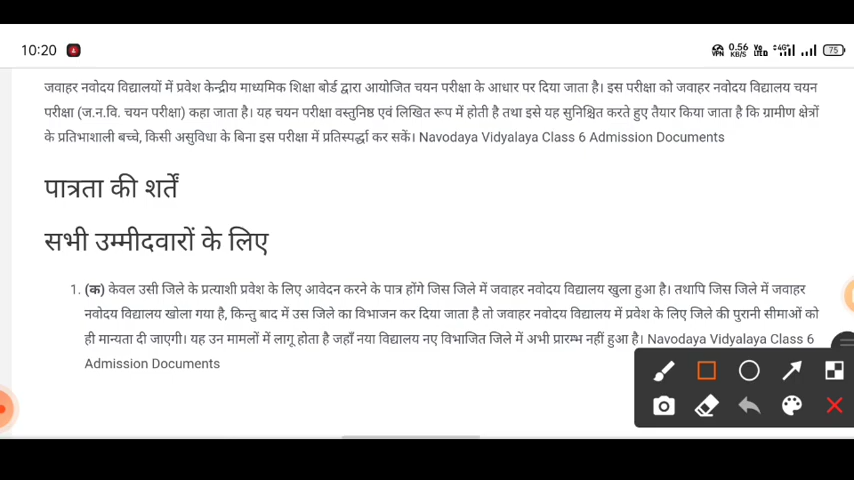 10:20
VPN 0.56 KB/S Vo LTE 4G 75
जवाहर नवोदय विद्यालयों में प्रवेश केन्द्रीय माध्यमिक शिक्षा बोर्ड द्वारा आयोजित चयन परीक्षा के आधार पर दिया जाता है। इस परीक्षा को जवाहर नवोदय विद्यालय चयन
परीक्षा (ज.न.वि. चयन परीक्षा) कहा जाता है। यह चयन परीक्षा वस्तुनिष्ठ एवं लिखित रूप में होती है तथा इसे यह सुनिश्चित करते हुए तैयार किया जाता है कि ग्रामीण क्षेत्रों
के प्रतिभाशाली बच्चे, किसी असुविधा के बिना इस परीक्षा में प्रतिस्पर्द्धा कर सकें। Navodaya Vidyalaya Class 6 Admission Documents
पात्रता की शर्तें
सभी उम्मीदवारों के लिए
1. (क) केवल उसी जिले के प्रत्याशी प्रवेश के लिए आवेदन करने के पात्र होंगे जिस जिले में जवाहर नवोदय विद्यालय खुला हुआ है। तथापि जिस जिले में जवाहर
नवोदय विद्यालय खोला गया है, किन्तु बाद में उस जिले का विभाजन कर दिया जाता है तो जवाहर नवोदय विद्यालय में प्रवेश के लिए जिले की पुरानी सीमाओं को
ही मान्यता दी जाएगी। यह उन मामलों में लागू होता है जहाँ नया विद्यालय नए विभाजित जिले में अभी प्रारम्भ नहीं हुआ है। Navodaya Vidyalaya Class 6
Admission Documents